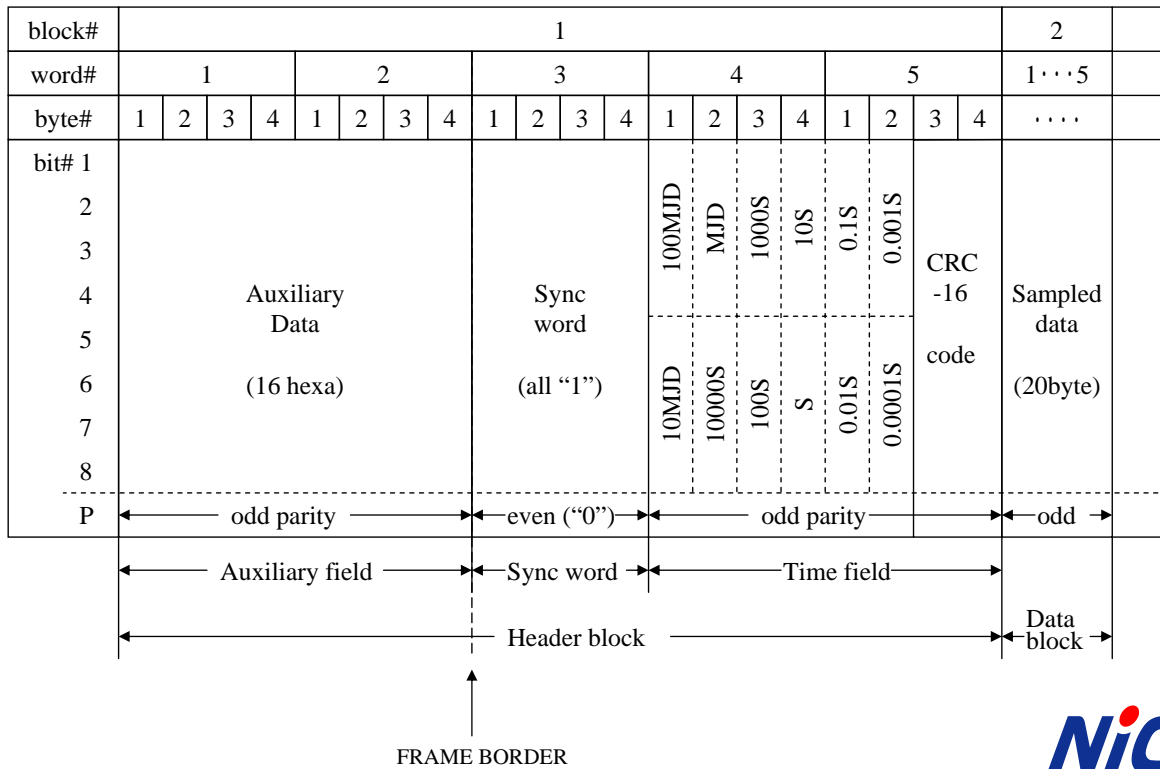 block# 1 2
word# 1 2 3 4 5 1 · · · 5
byte# 1 2 3 4 1 2 3 4 1 2 3 4 1 2 3 4 1 2 3 4 · · · ·
bit# 1
2
3
4
5
6
7
8
P
Auxiliary
Data
(16 hexa)
Sync
word
(all “1”)
100MJD
MJD
1000S
10S
0.1S
0.001S
10MJD
10000S
100S
S
0.01S
0.0001S
CRC
-16
code
Sampled
data
(20byte)
odd parity even (“0”) odd parity odd
Auxiliary field Sync word Time field
Header block
Data
block
FRAME BORDER
NiC